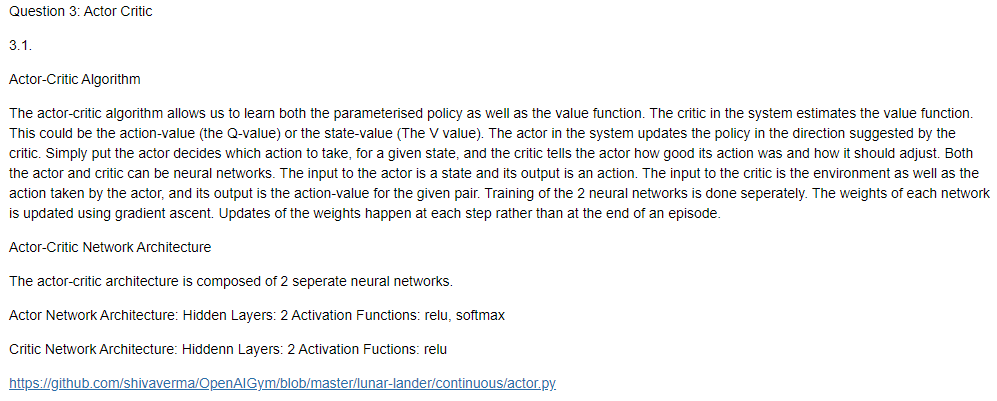 Question 3: Actor Critic
3.1.
Actor-Critic Algorithm
The actor-critic algorithm allows us to learn both the parameterised policy as well as the value function. The critic in the system estimates the value function.
This could be the action-value (the Q-value) or the state-value (The V value). The actor in the system updates the policy in the direction suggested by the
critic. Simply put the actor decides which action to take, for a given state, and the critic tells the actor how good its action was and how it should adjust. Both
the actor and critic can be neural networks. The input to the actor is a state and its output is an action. The input to the critic is the environment as well as the
action taken by the actor, and its output is the action-value for the given pair. Training of the 2 neural networks is done seperately. The weights of each network
is updated using gradient ascent. Updates of the weights happen at each step rather than at the end of an episode.
Actor-Critic Network Architecture
The actor-critic architecture is composed of 2 seperate neural networks.
Actor Network Architecture: Hidden Layers: 2 Activation Functions: relu, softmax
Critic Network Architecture: Hiddenn Layers: 2 Activation Fuctions: relu
https://github.com/shivaverma/OpenAIGym/blob/master/lunar-lander/continuous/actor.py